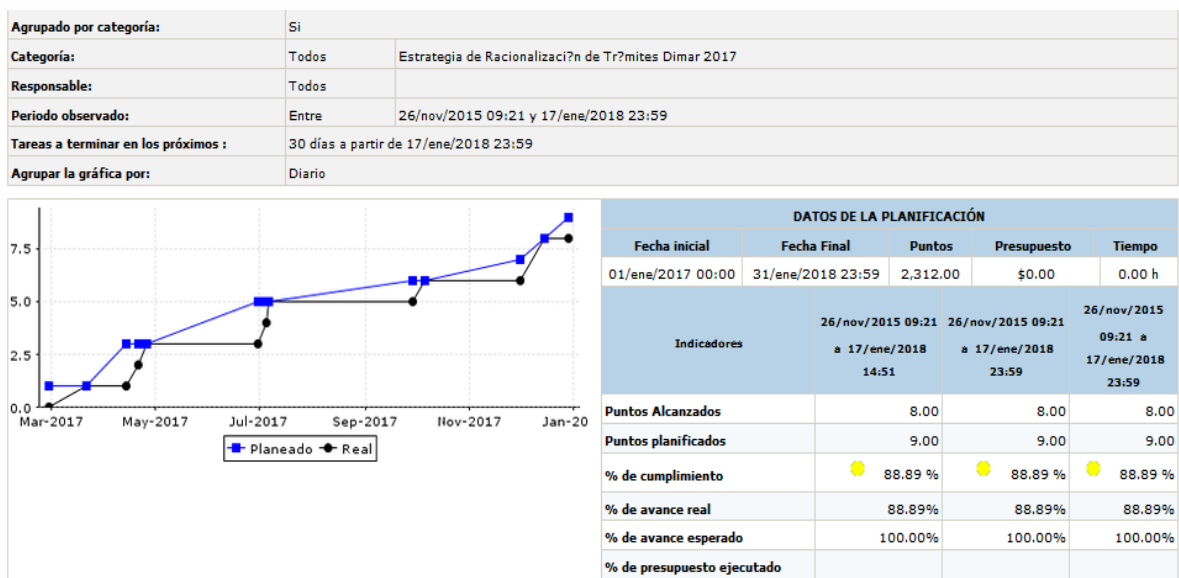 Agrupado por categoría: Si
Categoría: Todos Estrategia de Racionalizaci?n de Tr?mites Dimar 2017
Responsable: Todos
Periodo observado: Entre 26/nov/2015 09:21 y 17/ene/2018 23:59
Tareas a terminar en los próximos : 30 días a partir de 17/ene/2018 23:59
Agrupar la gráfica por: Diario
7.5
5.0
2.5
0.0
Mar-2017 May-2017 Jul-2017 Sep-2017 Nov-2017 Jan-20
Planeado Real
DATOS DE LA PLANIFICACIÓN
Fecha inicial Fecha Final Puntos Presupuesto Tiempo
01/ene/2017 00:00 31/ene/2018 23:59 2,312.00 $0.00 0.00 h
Indicadores
26/nov/2015 09:21
a 17/ene/2018
14:51
26/nov/2015 09:21
a 17/ene/2018
23:59
26/nov/2015
09:21 a
17/ene/2018
23:59
Puntos Alcanzados 8.00 8.00 8.00
Puntos planificados 9.00 9.00 9.00
% de cumplimiento 88.89 % 88.89 % 88.89 %
% de avance real 88.89% 88.89% 88.89%
% de avance esperado 100.00% 100.00% 100.00%
% de presupuesto ejecutado